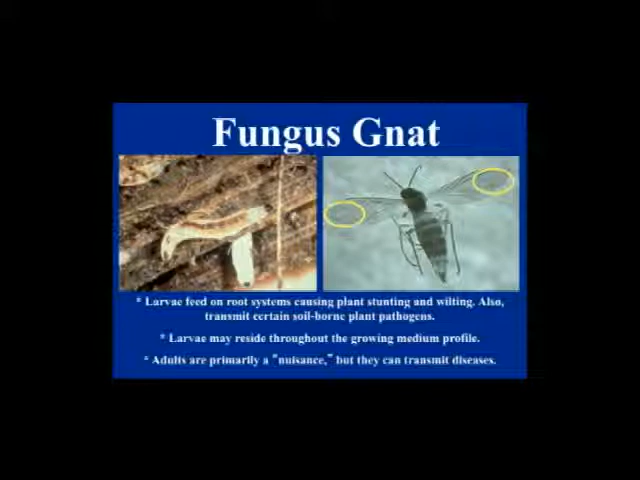 Fungus Gnat
* Larvae feed on root systems causing plant stunting and wilting. Also,
transmit certain soil-borne plant pathogens.
* Larvae may reside throughout the growing medium profile.
* Adults are primarily a "nuisance," but they can transmit diseases.